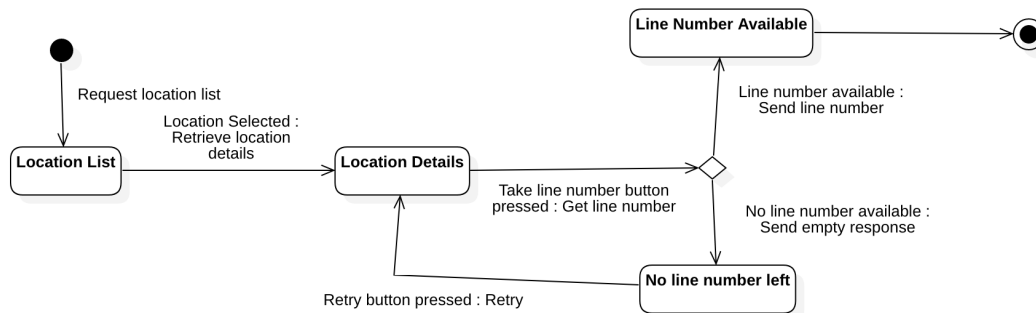 Line Number Available
Request location list
Line number available :
Send line number
Location Selected :
Retrieve location
details
Location List
Location Details
Take line number button
pressed : Get line number
No line number available :
Send empty response
No line number left
Retry button pressed : Retry